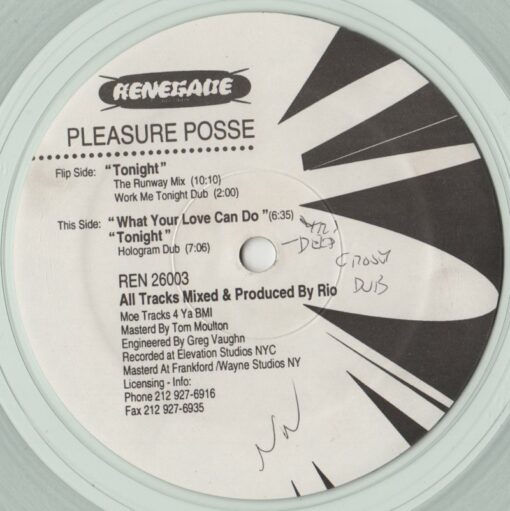 RENEGADE
PLEASURE POSSE
Flip Side: "Tonight"
The Runway Mix (10:10)
Work Me Tonight Dub (2:00)
This Side: "What Your Love Can Do "(6:35)
"Tonight"
Hologram Dub (7:06)
REN 26003
All Tracks Mixed & Produced By Rio
Moe Tracks 4 Ya BMI
Masterd By Tom Moulton
Engineered By Greg Vaughn
Recorded at Elevation Studios NYC
Masterd At Frankford /Wayne Studios NY
Licensing - Info:
Phone 212 927-6916
Fax 212 927-6935
DEEP
DUB